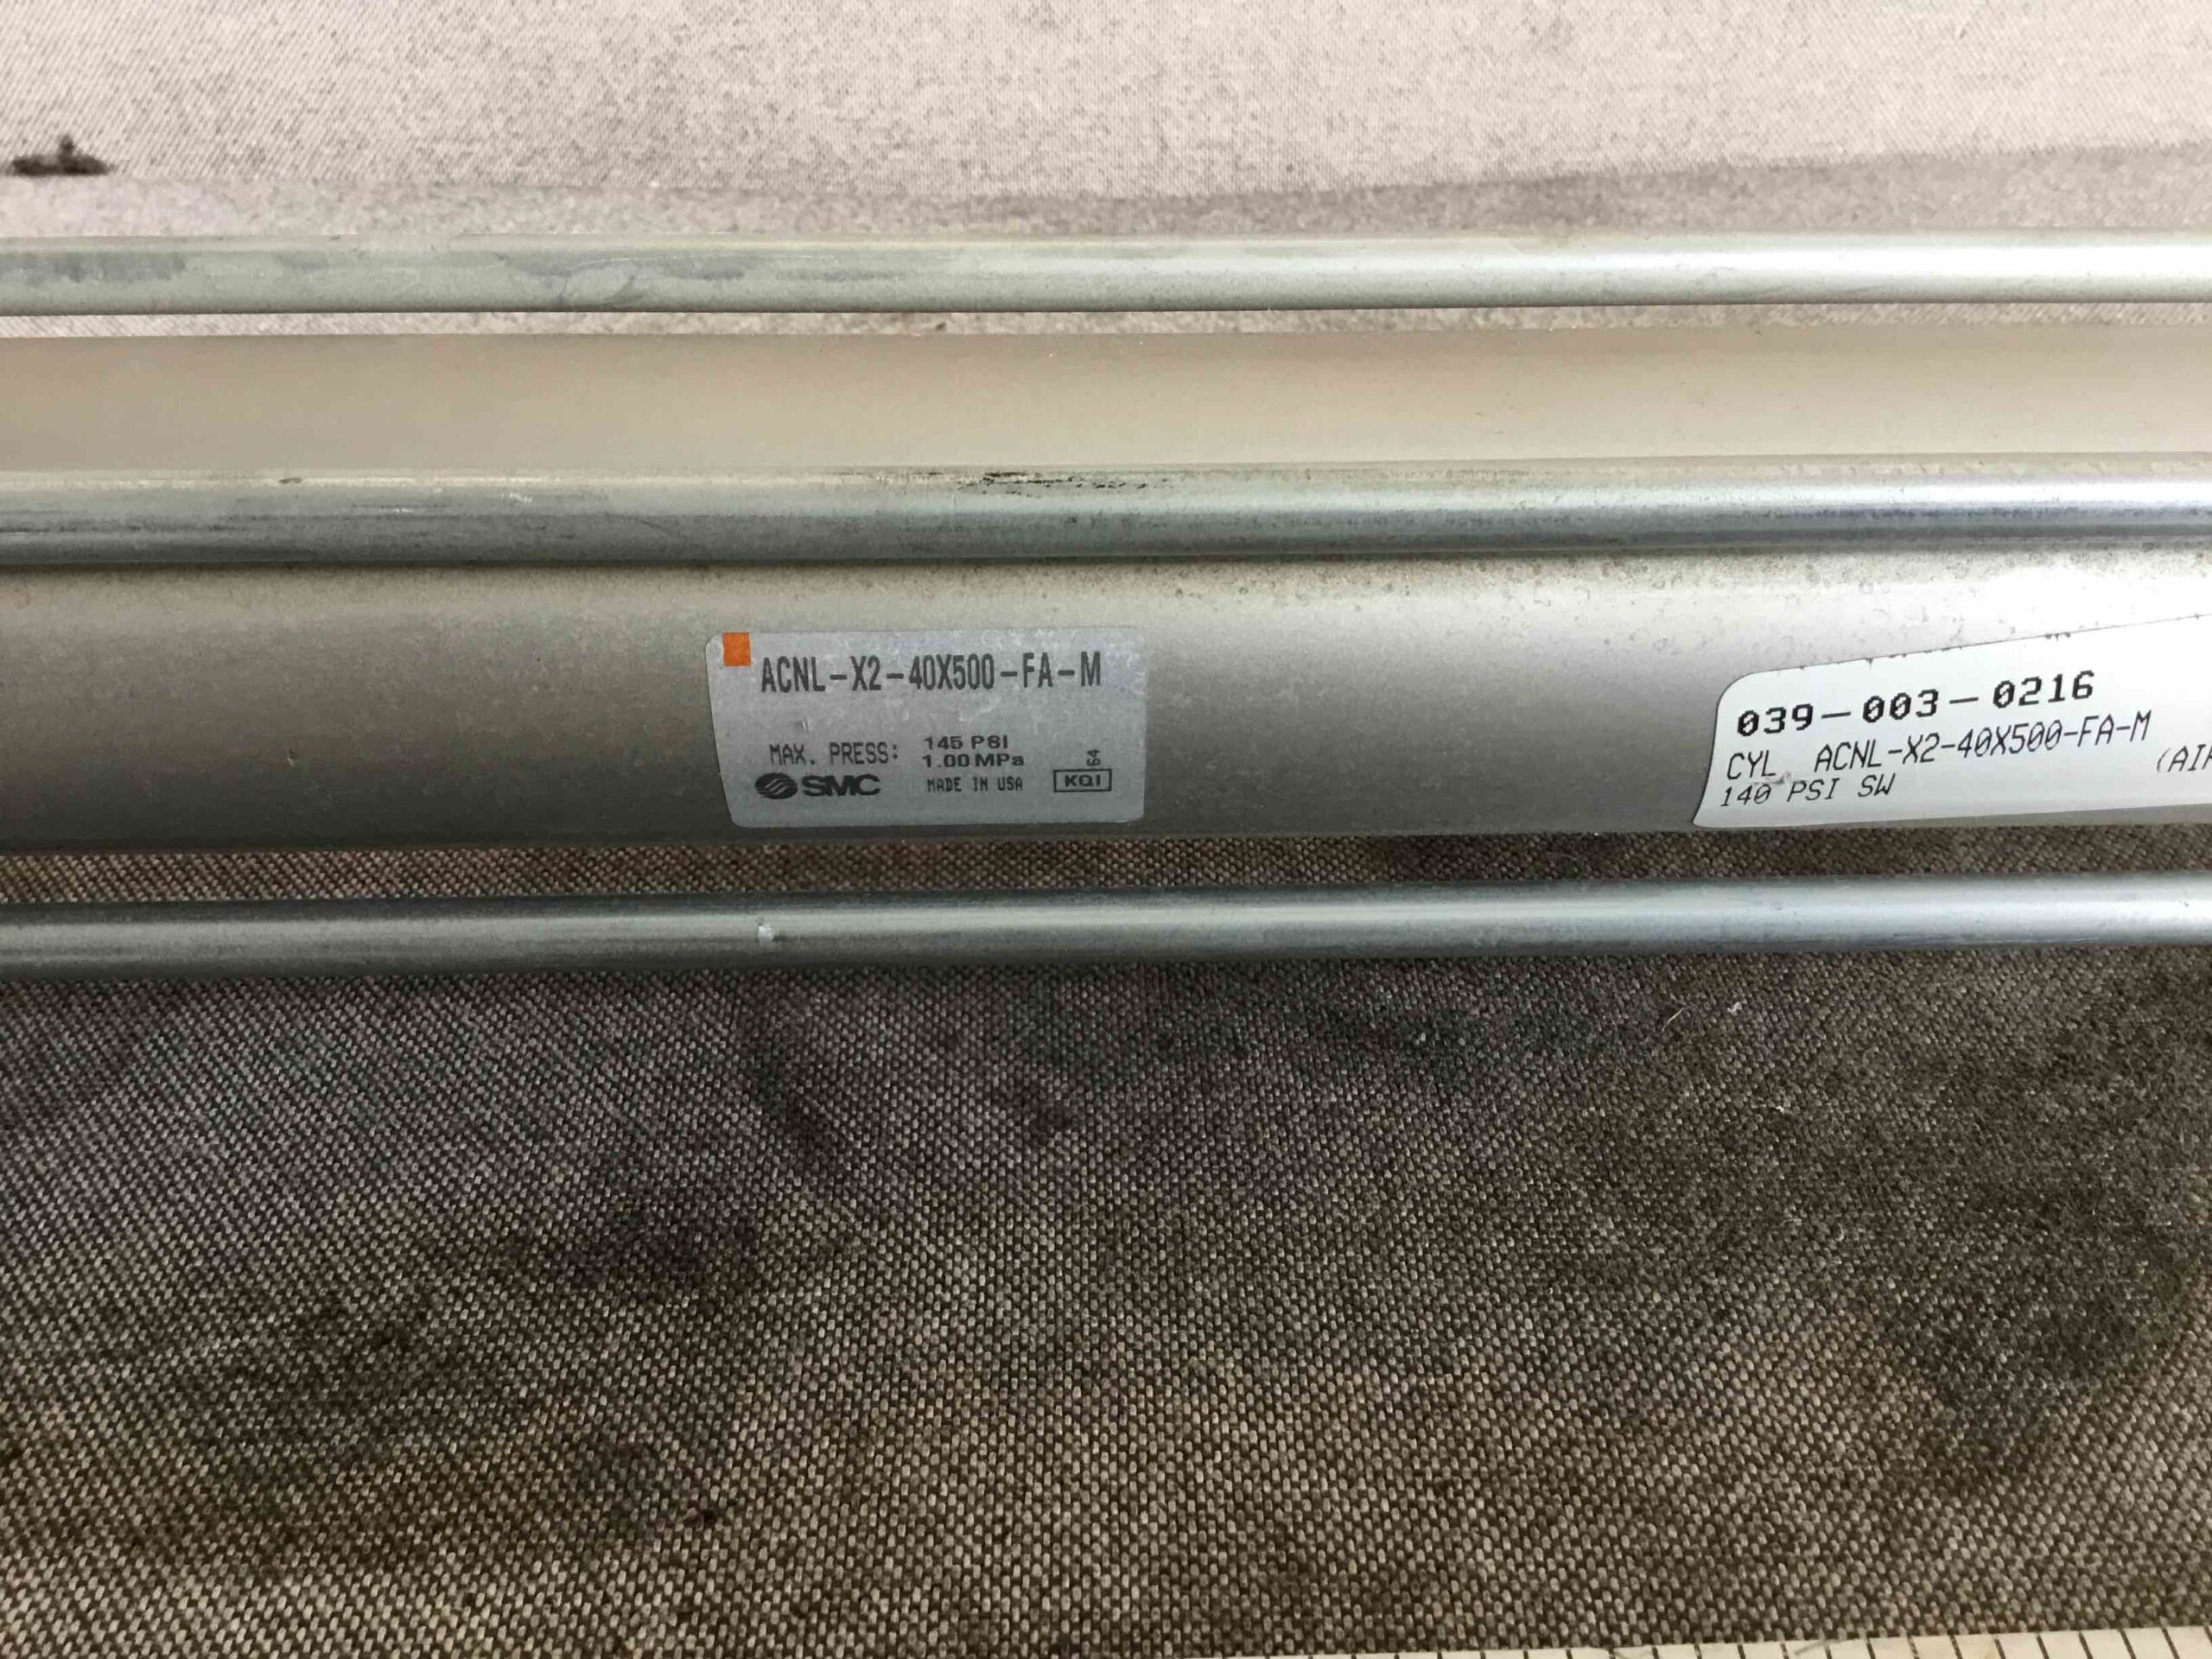 ACNL-X2-40X500-FA-M
MAX. PRESS: 145 PSI
1.00 MPa
64
SMC MADE IN USA KQI
039-003-0216
CYL ACNL-X2-40X500-FA-M
140 PSI SW